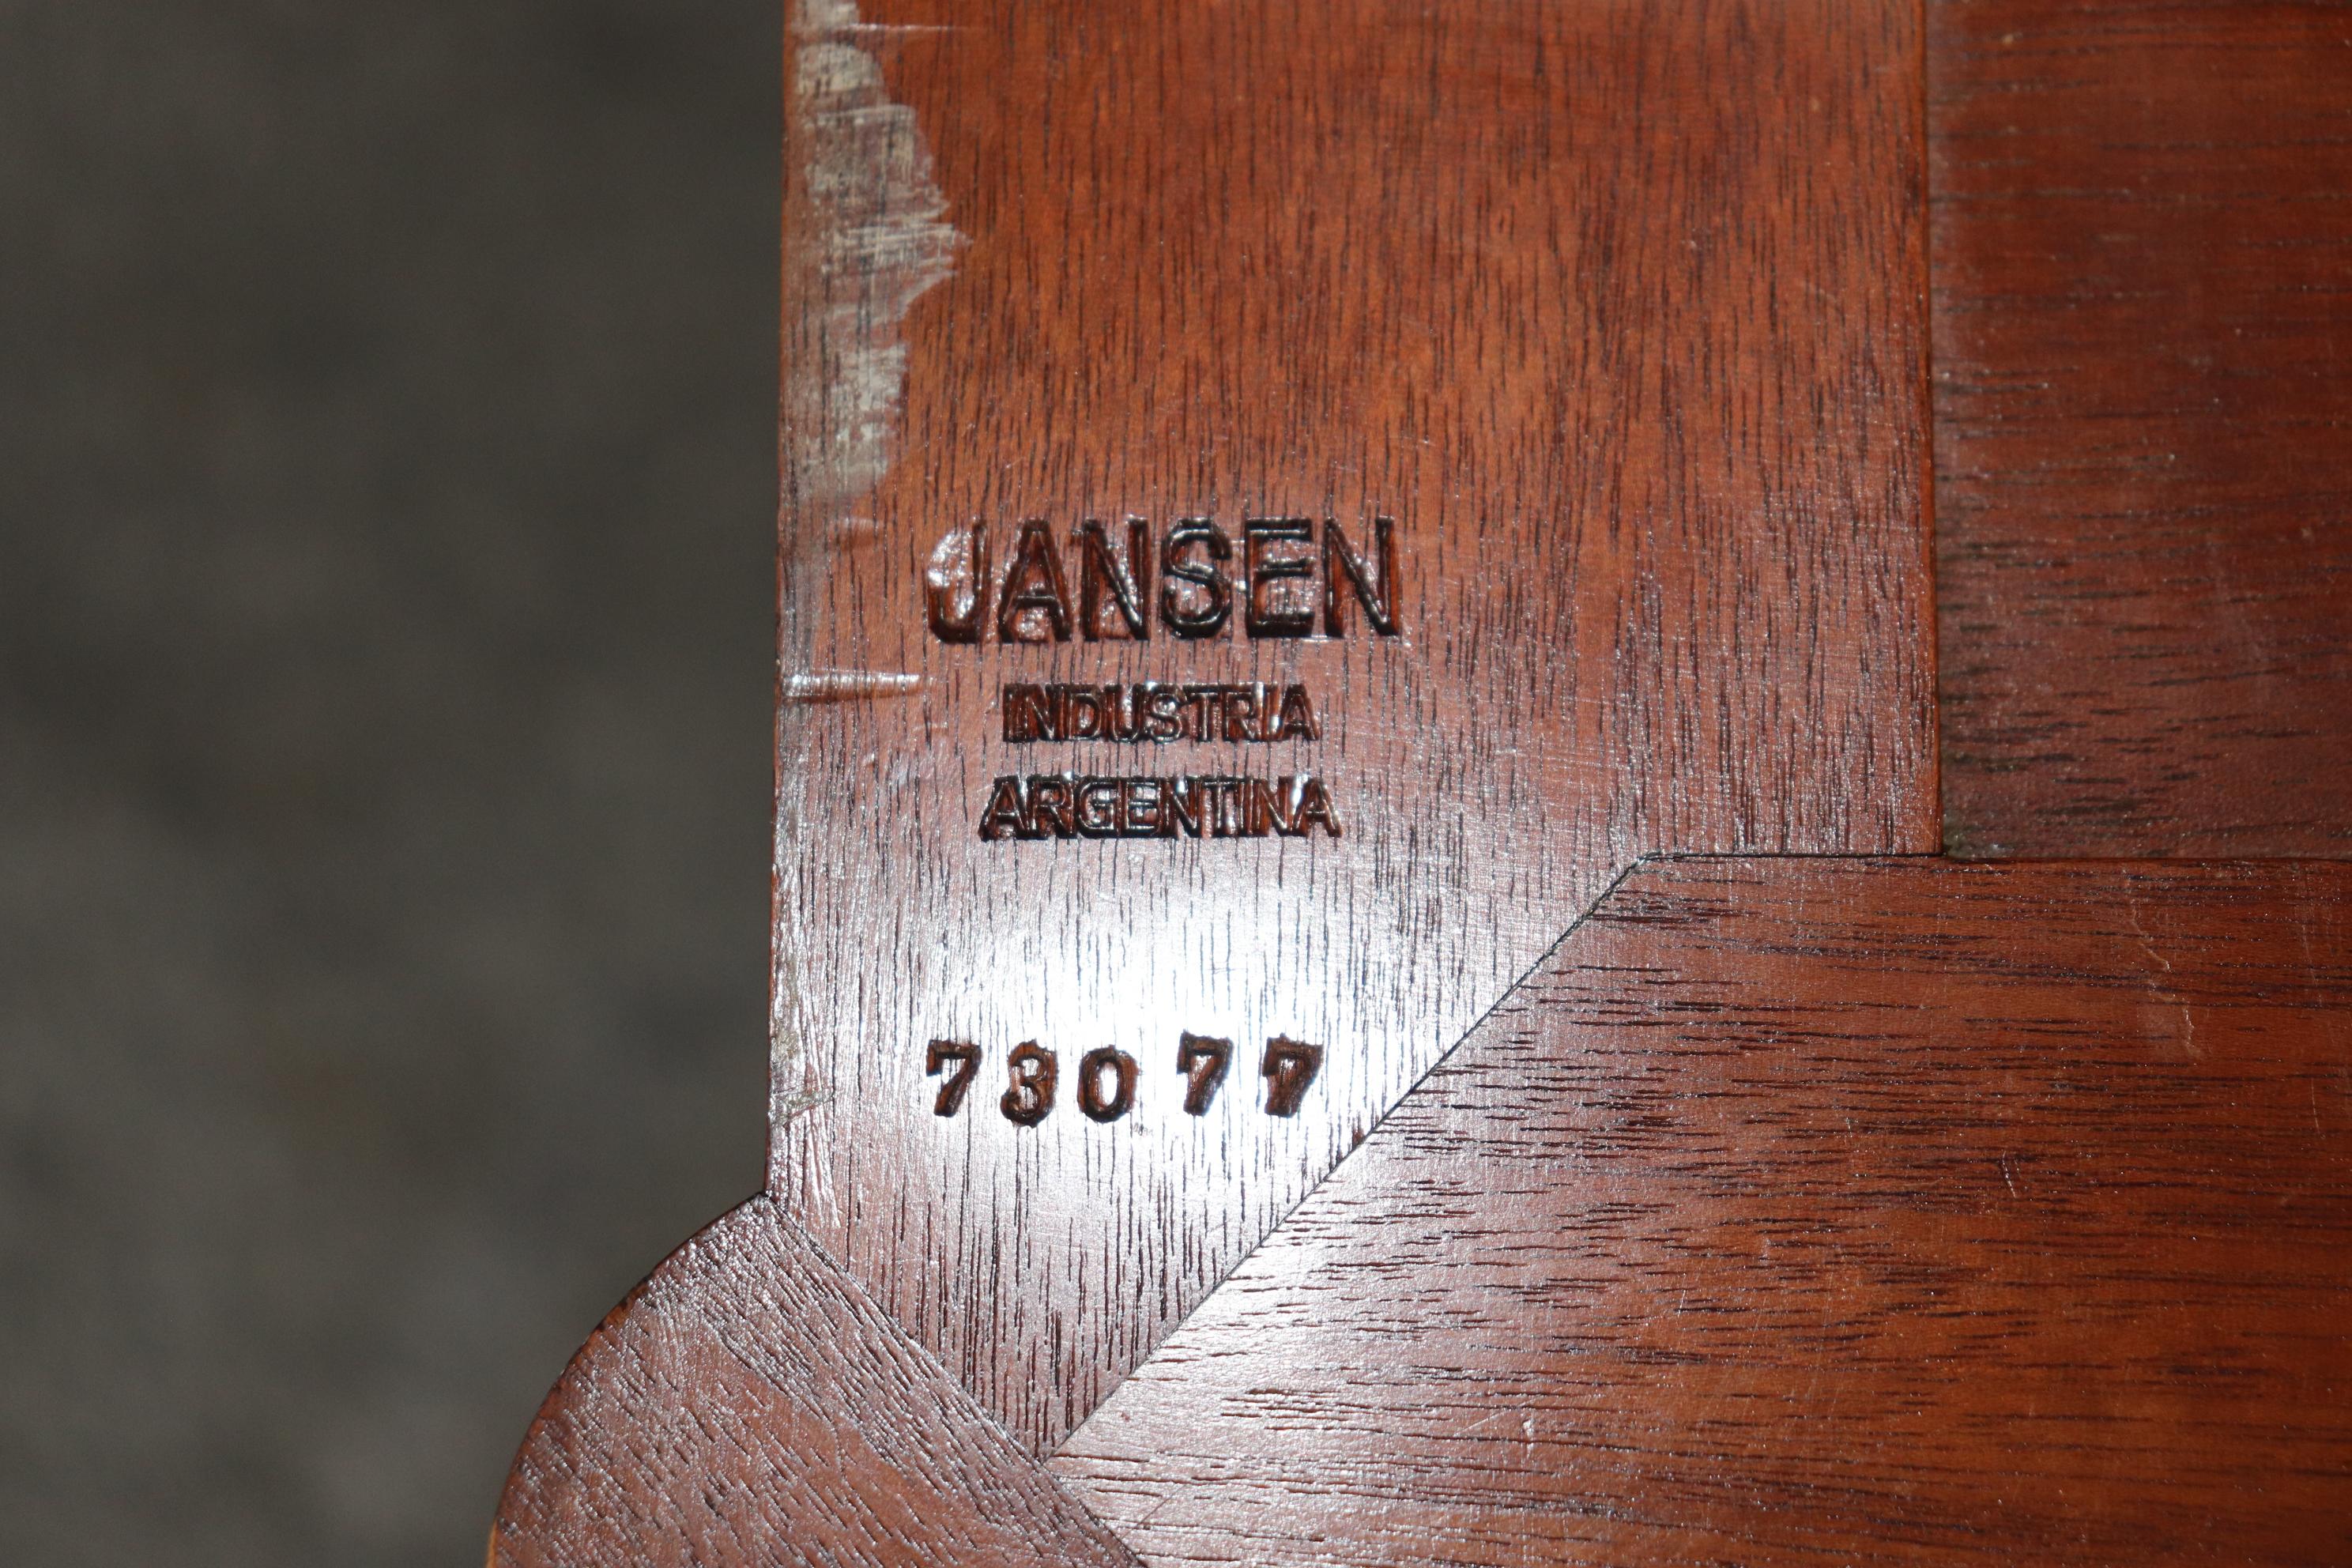 JANSEN
INDUSTRIA
ARGENTINA
73077